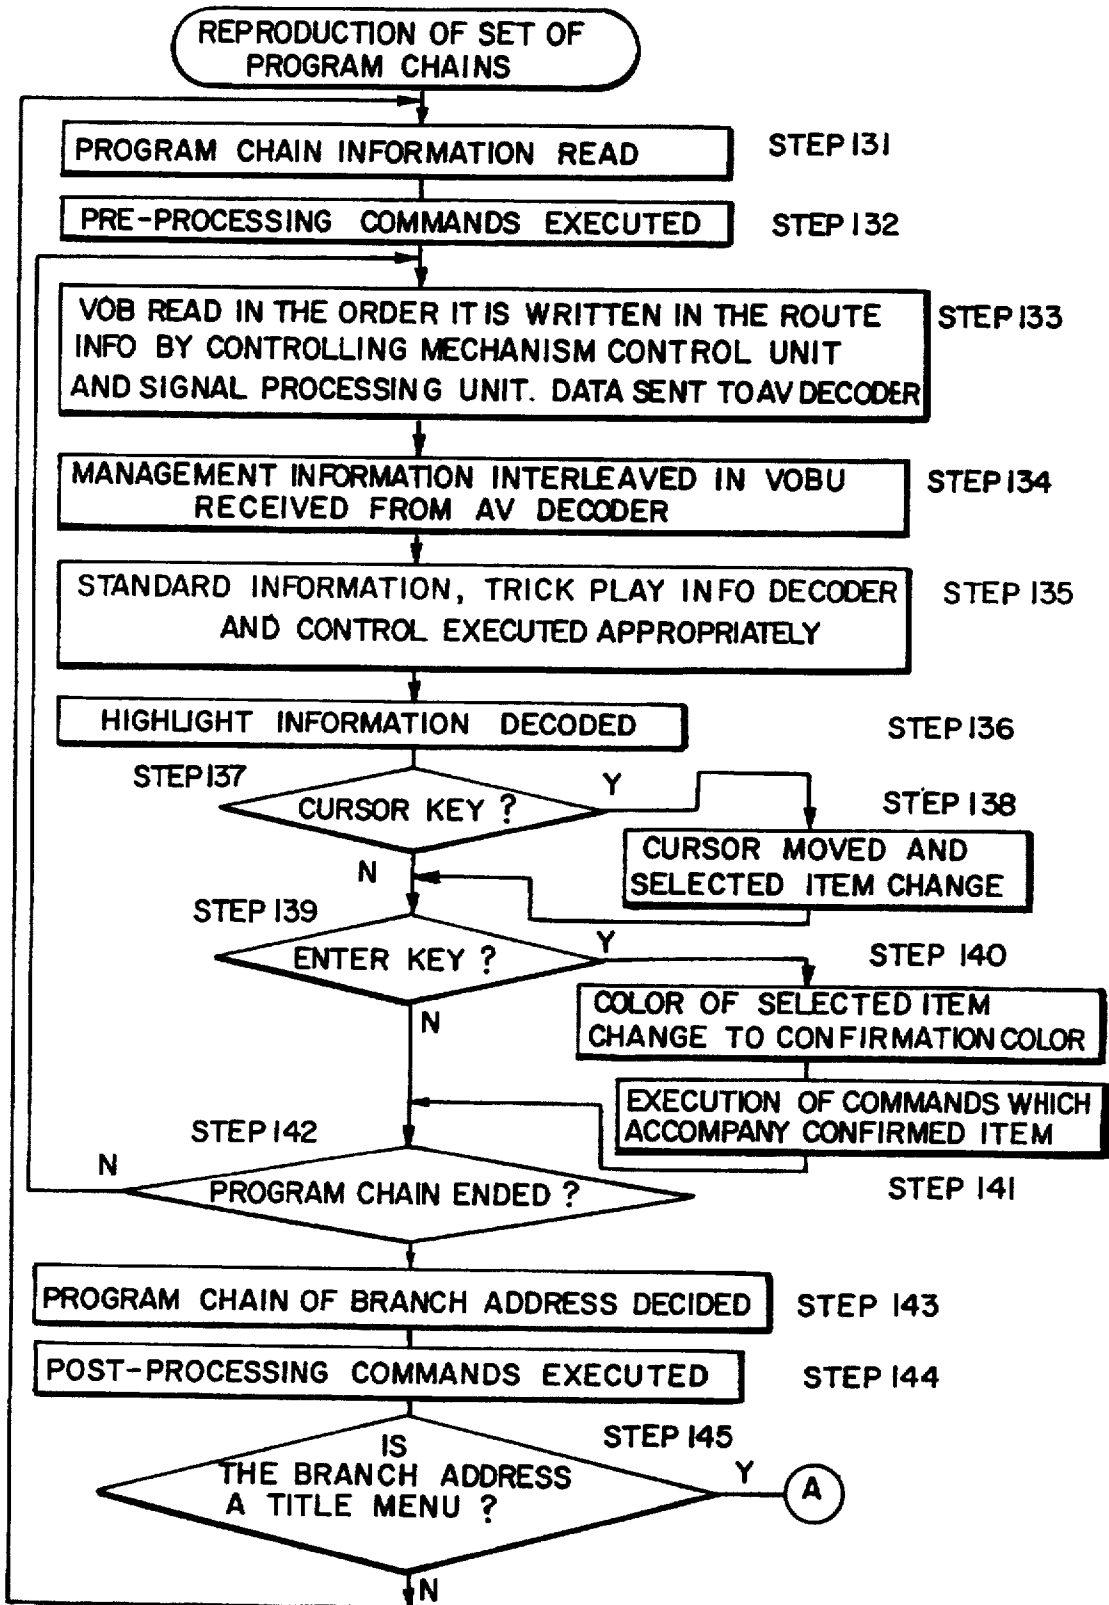 REPRODUCTION OF SET OF
PROGRAM CHAINS
PROGRAM CHAIN INFORMATION READ
STEP 131
PRE-PROCESSING COMMANDS EXECUTED
STEP 132
VOB READ IN THE ORDER IT IS WRITTEN IN THE ROUTE
INFO BY CONTROLLING MECHANISM CONTROL UNIT
AND SIGNAL PROCESSING UNIT. DATA SENT TO AV DECODER
STEP 133
MANAGEMENT INFORMATION INTERLEAVED IN VOBU
RECEIVED FROM AV DECODER
STEP 134
STANDARD INFORMATION, TRICK PLAY INFO DECODER
AND CONTROL EXECUTED APPROPRIATELY
STEP 135
HIGHLIGHT INFORMATION DECODED
STEP 136
STEP 137
CURSOR KEY ?
Y
N
STEP 138
CURSOR MOVED AND
SELECTED ITEM CHANGE
STEP 139
ENTER KEY ?
Y
N
STEP 140
COLOR OF SELECTED ITEM
CHANGE TO CONFIRMATION COLOR
EXECUTION OF COMMANDS WHICH
ACCOMPANY CONFIRMED ITEM
STEP 141
STEP 142
N
PROGRAM CHAIN ENDED ?
PROGRAM CHAIN OF BRANCH ADDRESS DECIDED
STEP 143
POST-PROCESSING COMMANDS EXECUTED
STEP 144
STEP 145
IS
THE BRANCH ADDRESS
A TITLE MENU ?
Y
A
N